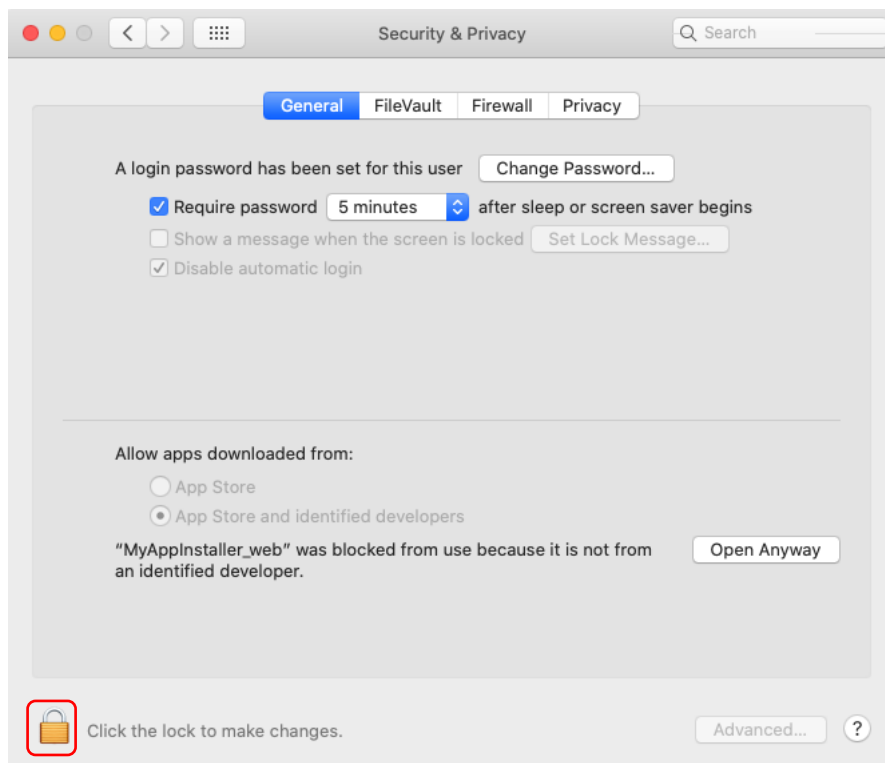 Security & Privacy
Search
General FileVault Firewall Privacy
A login password has been set for this user Change Password...
Require password 5 minutes after sleep or screen saver begins
Show a message when the screen is locked Set Lock Message...
Disable automatic login
Allow apps downloaded from:
App Store
App Store and identified developers
“MyAppInstaller_web” was blocked from use because it is not from
an identified developer.
Open Anyway
Click the lock to make changes.
Advanced...
?